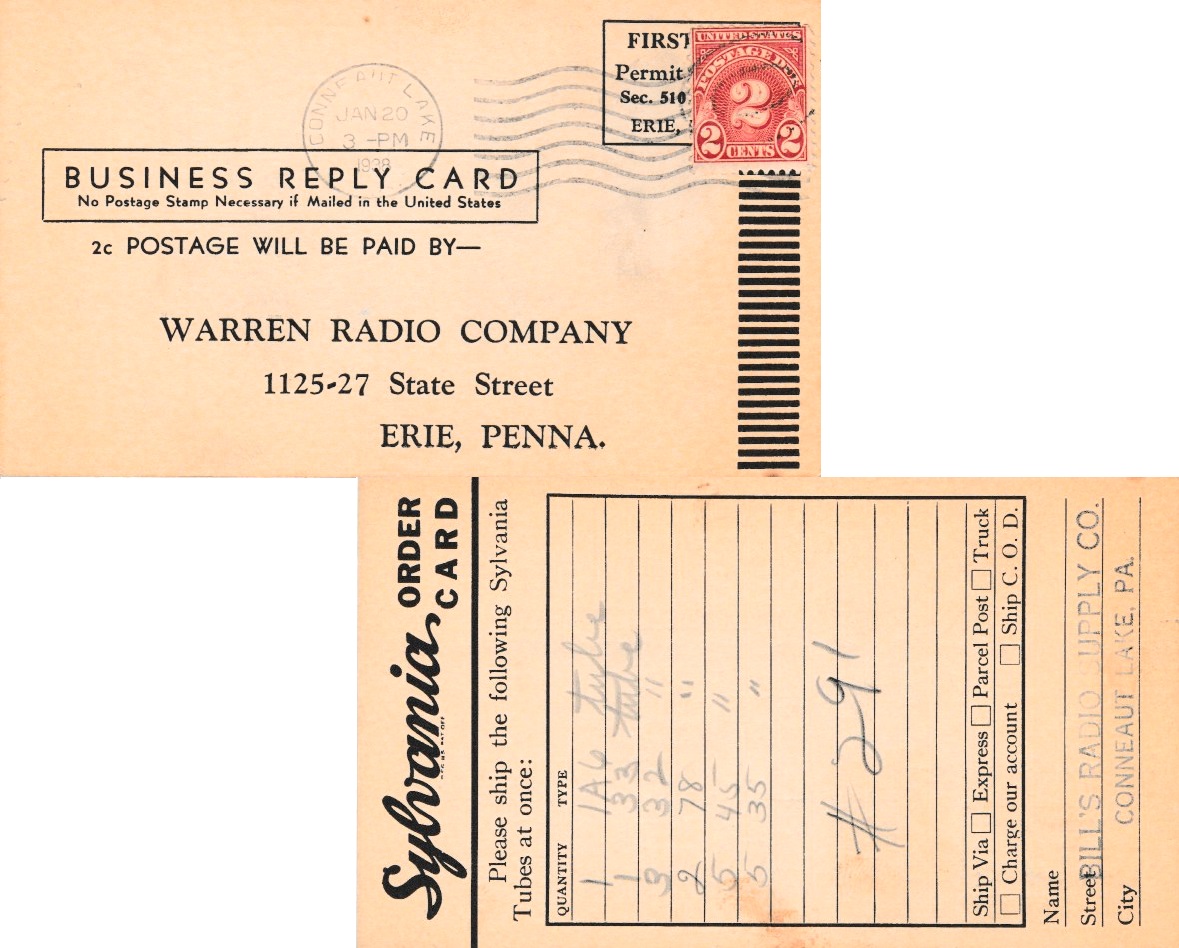 FIRST
Permit
Sec. 510
ERIE,
UNITED STATES
POSTAGE DUE
2
2 CENTS 2
CONNEAUT LAKE
JAN 20
3 -PM
1938
BUSINESS REPLY CARD
No Postage Stamp Necessary if Mailed in the United States
2c POSTAGE WILL BE PAID BY—
WARREN RADIO COMPANY
1125-27 State Street
ERIE, PENNA.
Sylvania ORDER CARD
Please ship the following Sylvania
Tubes at once:
QUANTITY TYPE
1 1A6 tube
1 33 tube
3 32 "
2 78 "
5 45 "
5 35 "
#291
Ship Via □ Express □ Parcel Post □ Truck
□ Charge our account □ Ship C. O. D.
Name
Street BILL'S RADIO SUPPLY CO.
City CONNEAUT LAKE, PA.